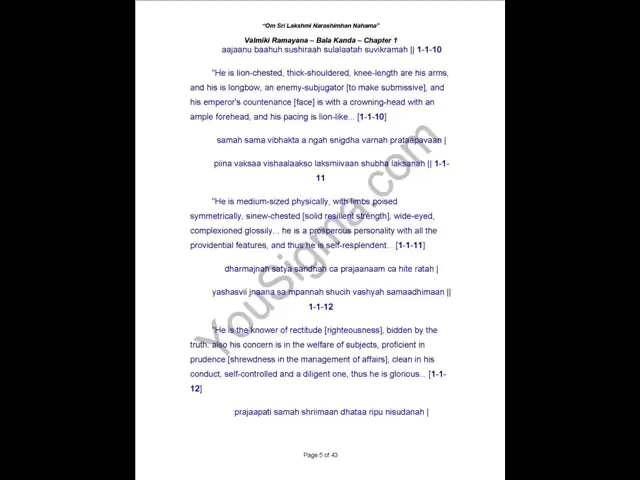 “Om Sri Lakshmi Narashimhan Nahama”
Valmiki Ramayana – Bala Kanda – Chapter 1
aajaanu baahuh sushiraah sulalaatah suvikramah || 1-1-10
"He is lion-chested, thick-shouldered, knee-length are his arms,
and his is longbow, an enemy-subjugator [to make submissive], and
his emperor's countenance [face] is with a crowning-head with an
ample forehead, and his pacing is lion-like... [1-1-10]
samah sama vibhakta a.ngah snigdha varnah prataapavaan |
piina vaksaa vishaalaakso laksmiivaan shubha laksanah || 1-1-
11
"He is medium-sized physically, with limbs poised
symmetrically, sinew-chested [solid resilient strength], wide-eyed,
complexioned glossily... he is a prosperous personality with all the
providential features, and thus he is self-resplendent.. [1-1-11]
dharmajnah satya sandhah ca prajaanaam ca hite ratah |
yashasvii jnaana sa mpannah shucih vashyah samaadhimaan ||
1-1-12
"He is the knower of rectitude [righteousness], bidden by the
truth. also his concern is in the welfare of subjects, proficient in
prudence [shrewdness in the management of affairs], clean in his
conduct, self-controlled and a diligent one, thus he is glorious... [1-1-
12]
prajaapati samah shriimaan dhataa ripu nisudanah |
Page 5 of 43
YouSigma.com